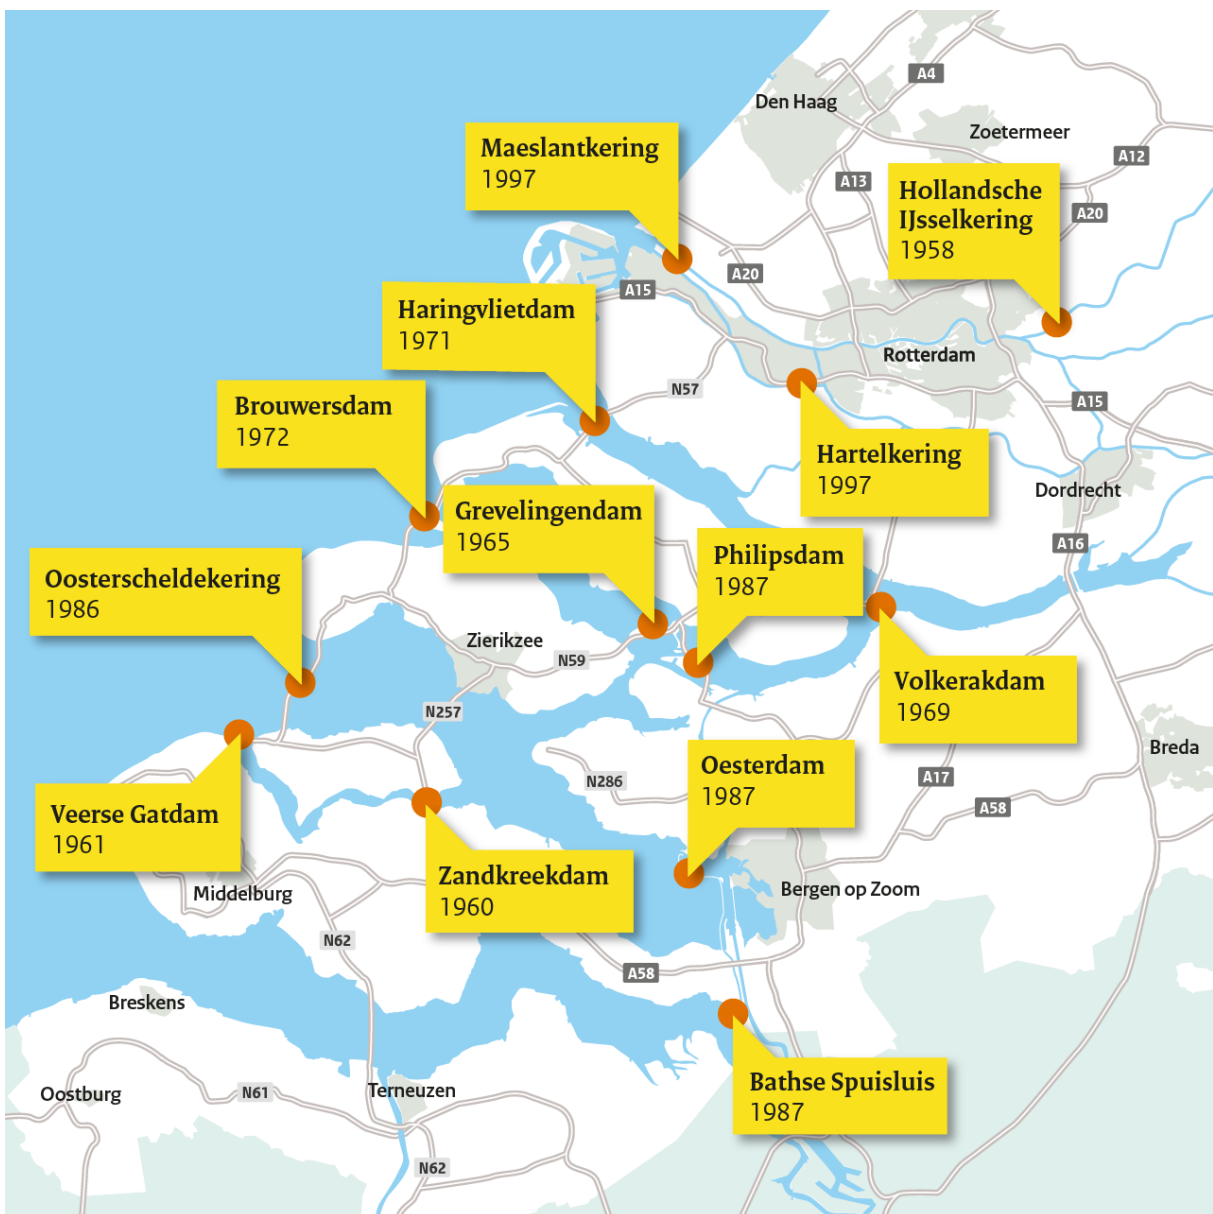 A4
Den Haag
Zoetermeer
Maeslantkering
1997
A12
A13
Hollandsche
IJsselkering
1958
A20
A20
A15
Haringvlietdam
1971
Rotterdam
N57
A15
Brouwersdam
1972
Hartelkering
1997
Dordrecht
Grevelingendam
1965
A16
Philipsdam
1987
Oosterscheldekering
1986
Zierikzee
N59
Volkerakdam
1969
N257
Breda
Oesterdam
1987
N286
A17
A58
Veerse Gatdam
1961
Zandkreekdam
1960
Middelburg
Bergen op Zoom
N62
A58
Breskens
Bathse Spuisluis
1987
Oostburg
N61
Terneuzen
N62